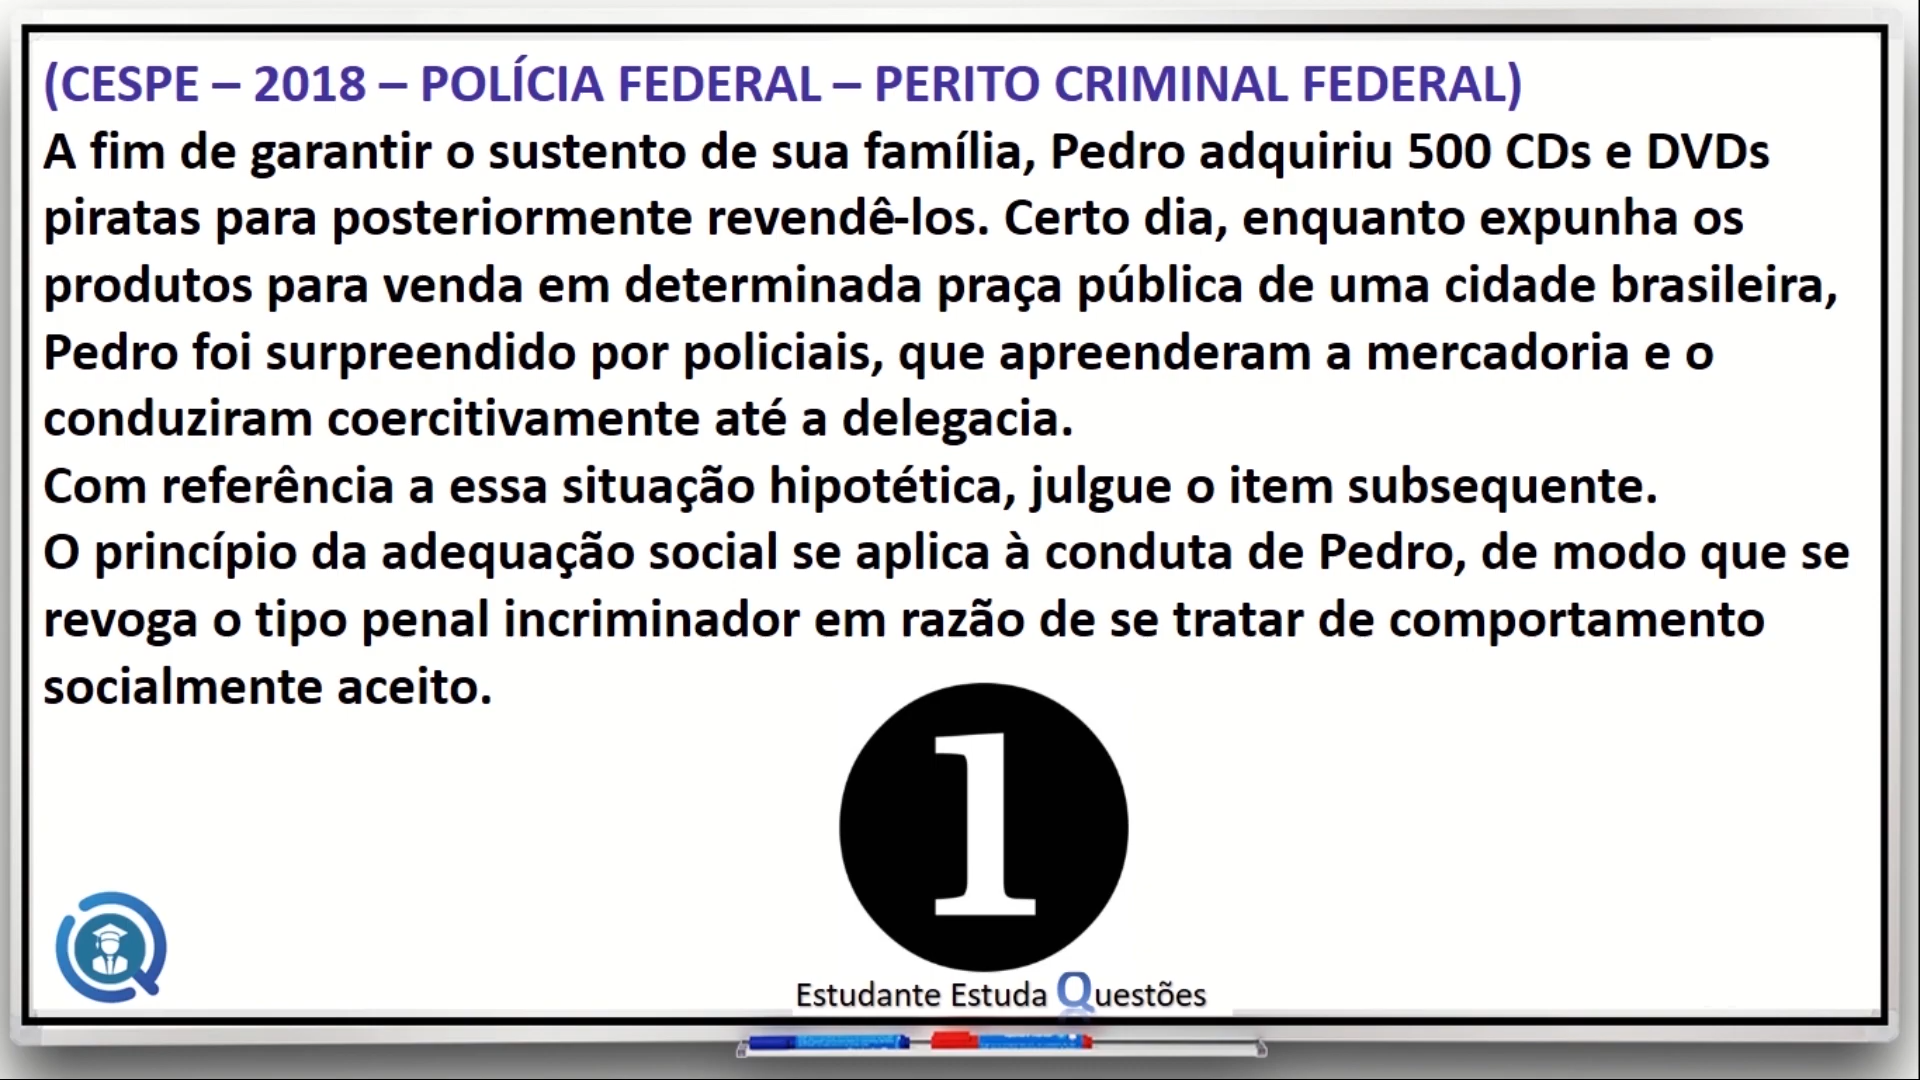 (CESPE – 2018 – POLÍCIA FEDERAL – PERITO CRIMINAL FEDERAL)
A fim de garantir o sustento de sua família, Pedro adquiriu 500 CDs e DVDs
piratas para posteriormente revendê-los. Certo dia, enquanto expunha os
produtos para venda em determinada praça pública de uma cidade brasileira,
Pedro foi surpreendido por policiais, que apreenderam a mercadoria e o
conduziram coercitivamente até a delegacia.
Com referência a essa situação hipotética, julgue o item subsequente.
O princípio da adequação social se aplica à conduta de Pedro, de modo que se
revoga o tipo penal incriminador em razão de se tratar de comportamento
socialmente aceito.
1
Estudante Estuda Questões